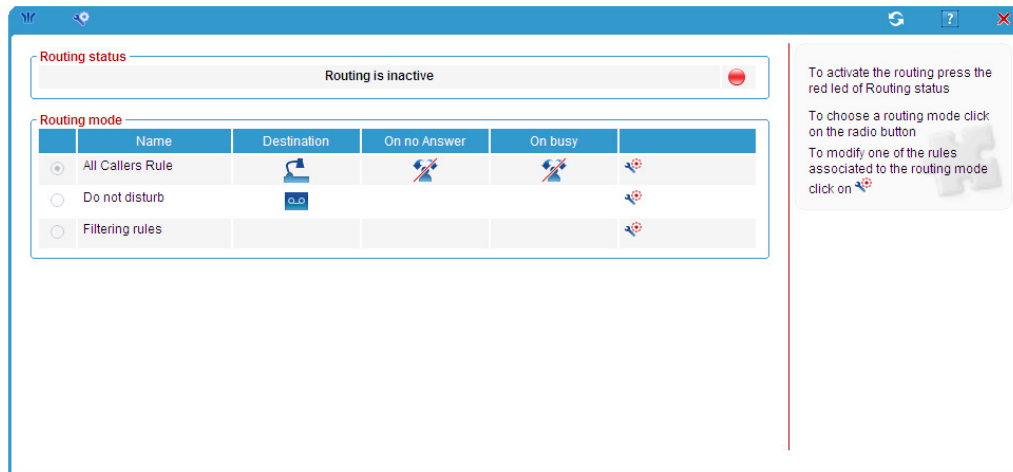 ?
Routing status
Routing is inactive
Routing mode
Name Destination On no Answer On busy
All Callers Rule
Do not disturb
Filtering rules
To activate the routing press the
red led of Routing status
To choose a routing mode click
on the radio button
To modify one of the rules
associated to the routing mode
click on